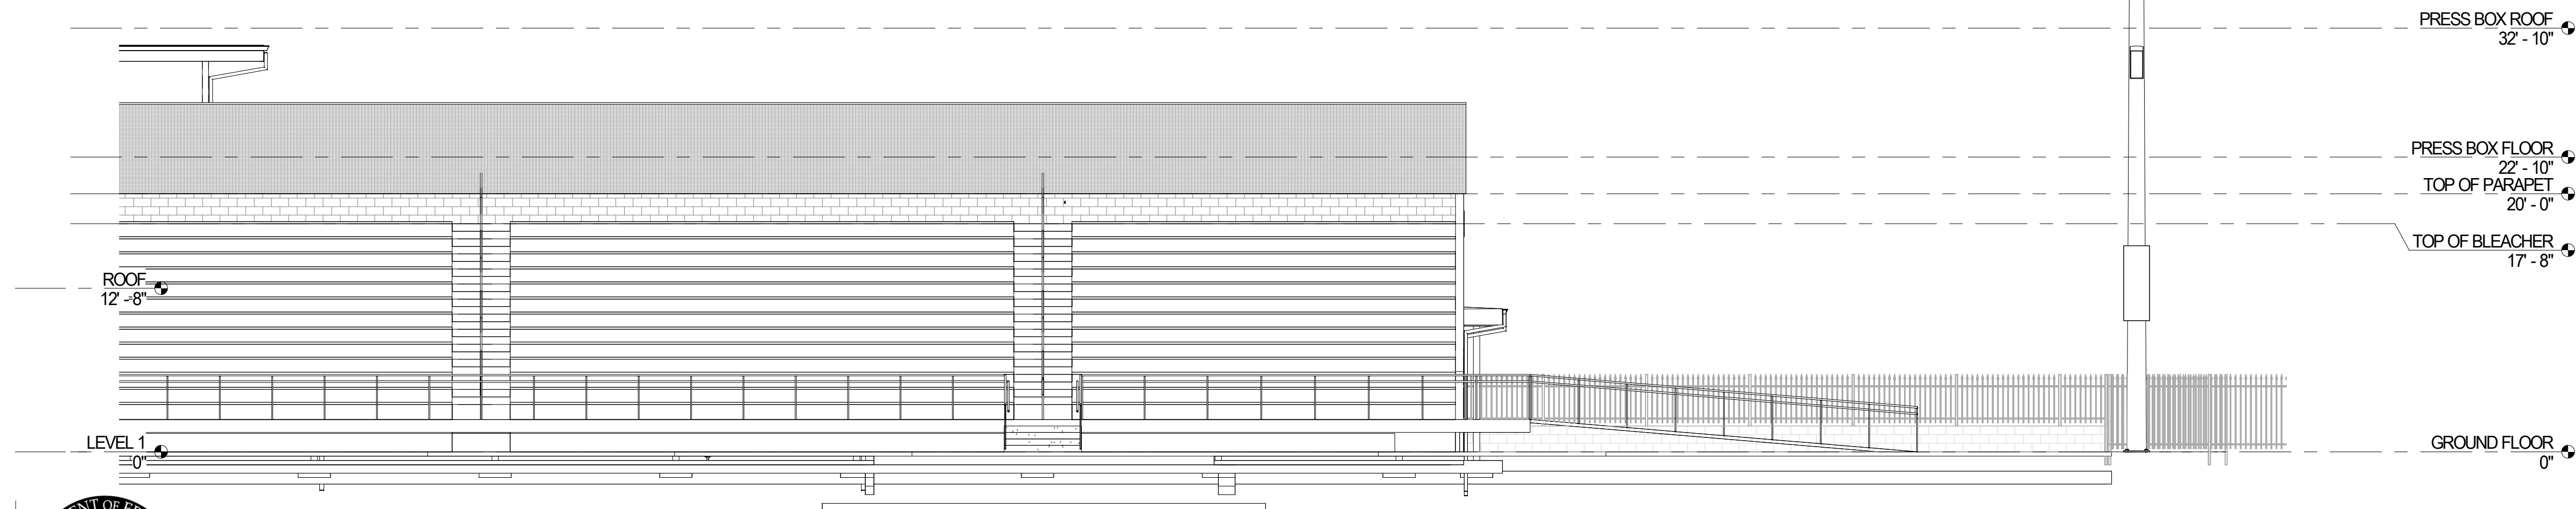 PRESS BOX ROOF
32' - 10"
PRESS BOX FLOOR
22' - 10"
TOP OF PARAPET
20' - 0"
TOP OF BLEACHER
17' - 8"
ROOF
12' - 8"
LEVEL 1
0"
GROUND FLOOR
0"